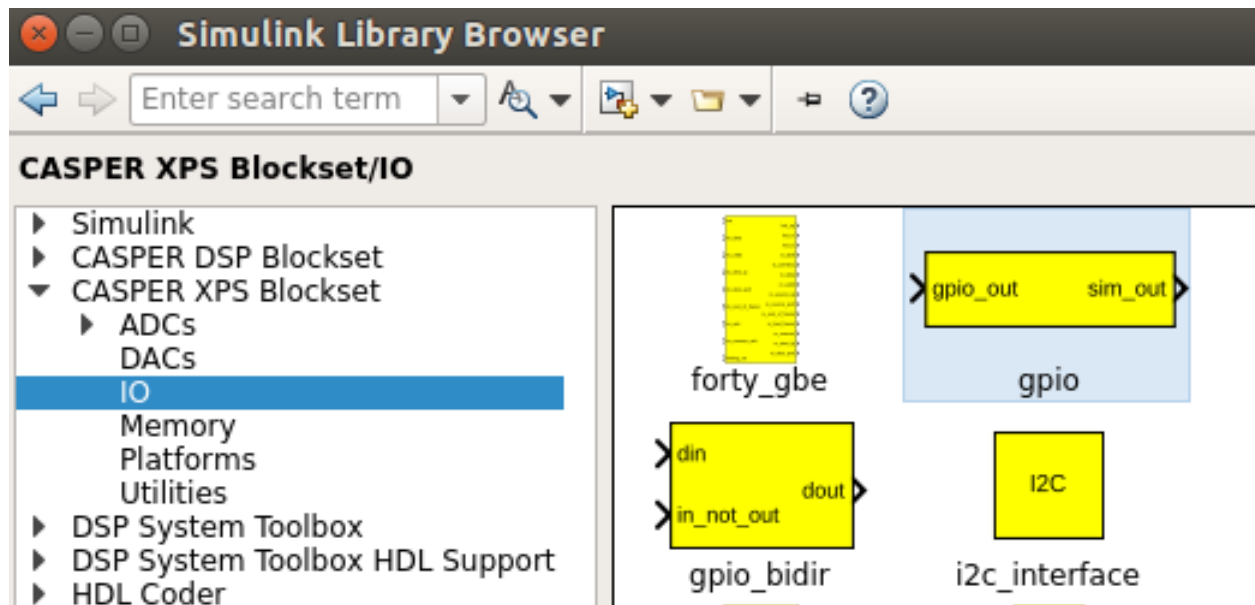 Simulink Library Browser
Enter search term
CASPER XPS Blockset/IO
Simulink
CASPER DSP Blockset
CASPER XPS Blockset
ADCs
DACs
IO
Memory
Platforms
Utilities
DSP System Toolbox
DSP System Toolbox HDL Support
HDL Coder
forty_gbe
gpio_out sim_out
gpio
din
dout
in_not_out
gpio_bidir
I2C
i2c_interface